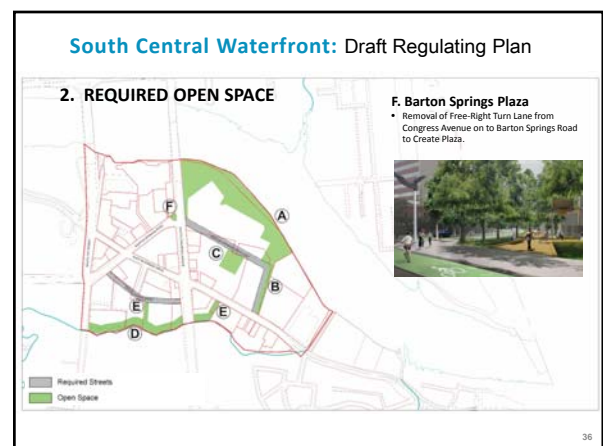 South Central Waterfront: Draft Regulating Plan
2. REQUIRED OPEN SPACE
F. Barton Springs Plaza
• Removal of Free-Right Turn Lane from
Congress Avenue on to Barton Springs Road
to Create Plaza.
F
A
C
B
E
E
D
Required Streets
Open Space
36